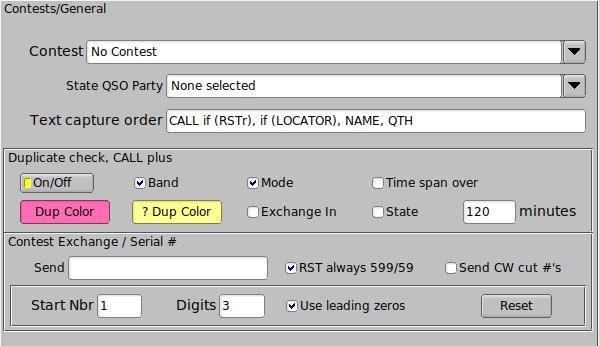 Contests/General
Contest No Contest
State QSO Party None selected
Text capture order CALL if (RSTr), if (LOCATOR), NAME, QTH
Duplicate check, CALL plus
On/Off Band Mode Time span over
Dup Color ? Dup Color Exchange In State 120 minutes
Contest Exchange / Serial #
Send RST always 599/59 Send CW cut #'s
Start Nbr 1 Digits 3 Use leading zeros Reset